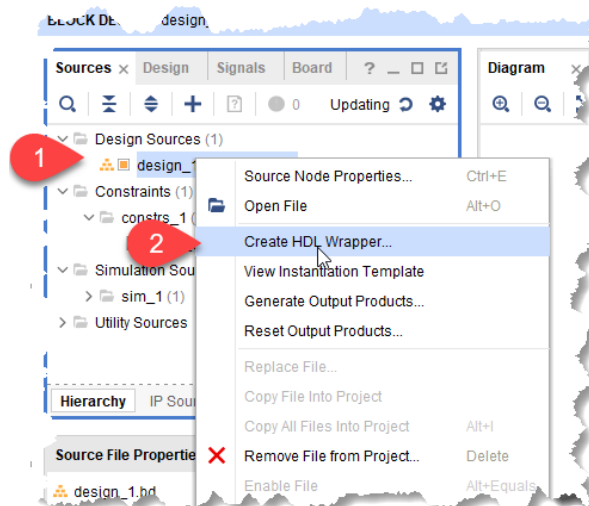 BLOCK DE design_
Sources Design Signals Board ? Diagram
0 Updating
Design Sources (1)
1
design_1
Constraints (1)
constrs_1 (
2
Simulation Sou
sim_1 (1)
Utility Sources
Source Node Properties... Ctrl+E
Open File Alt+O
Create HDL Wrapper...
View Instantiation Template
Generate Output Products...
Reset Output Products...
Replace File...
Copy File Into Project
Copy All Files Into Project Alt+I
Remove File from Project... Delete
Enable File Alt+Equals
Hierarchy IP Sour
Source File Propertie
design_1.bd